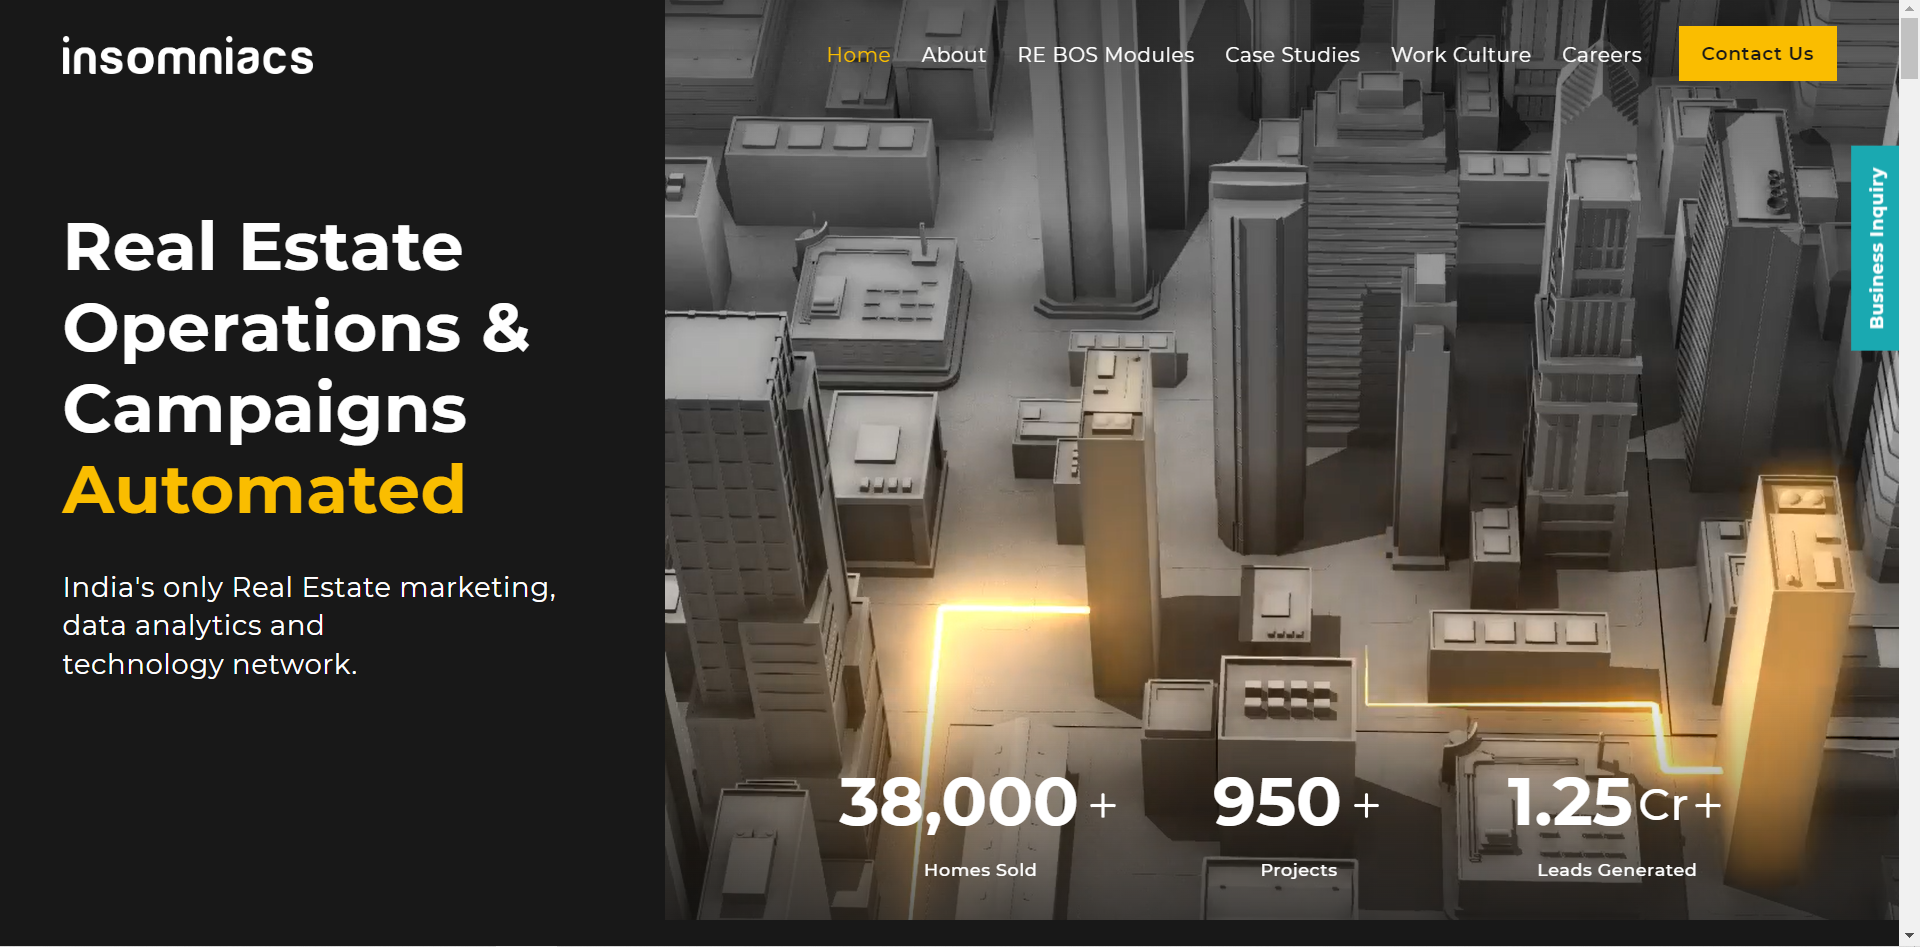 insomniacs
Home About RE BOS Modules Case Studies Work Culture Careers Contact Us
Business Inquiry
Real Estate
Operations &
Campaigns
Automated
India's only Real Estate marketing,
data analytics and
technology network.
38,000 + 950 + 1.25 Cr+
Homes Sold Projects Leads Generated